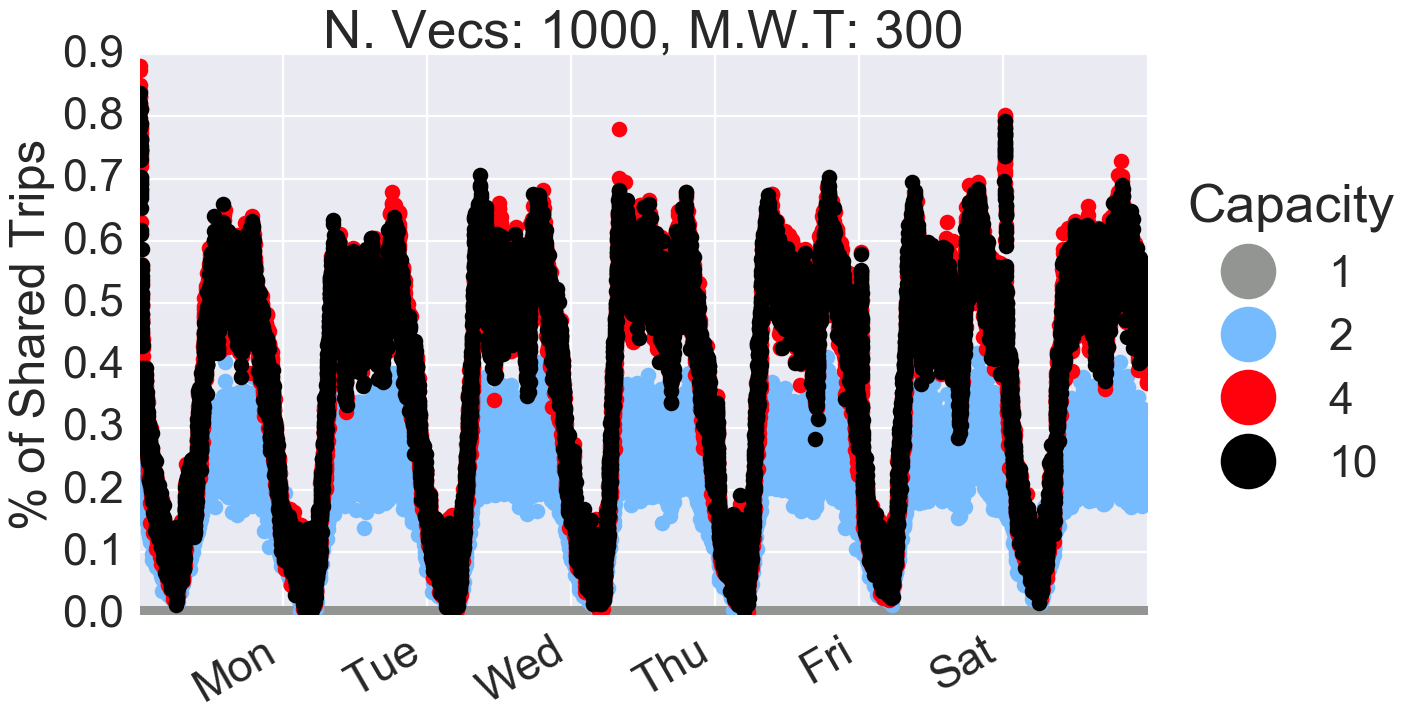 N. Vecs: 1000, M.W.T: 300
% of Shared Trips
0.9
0.8
0.7
0.6
0.5
0.4
0.3
0.2
0.1
0.0
Mon
Tue
Wed
Thu
Fri
Sat
Capacity
1
2
4
10